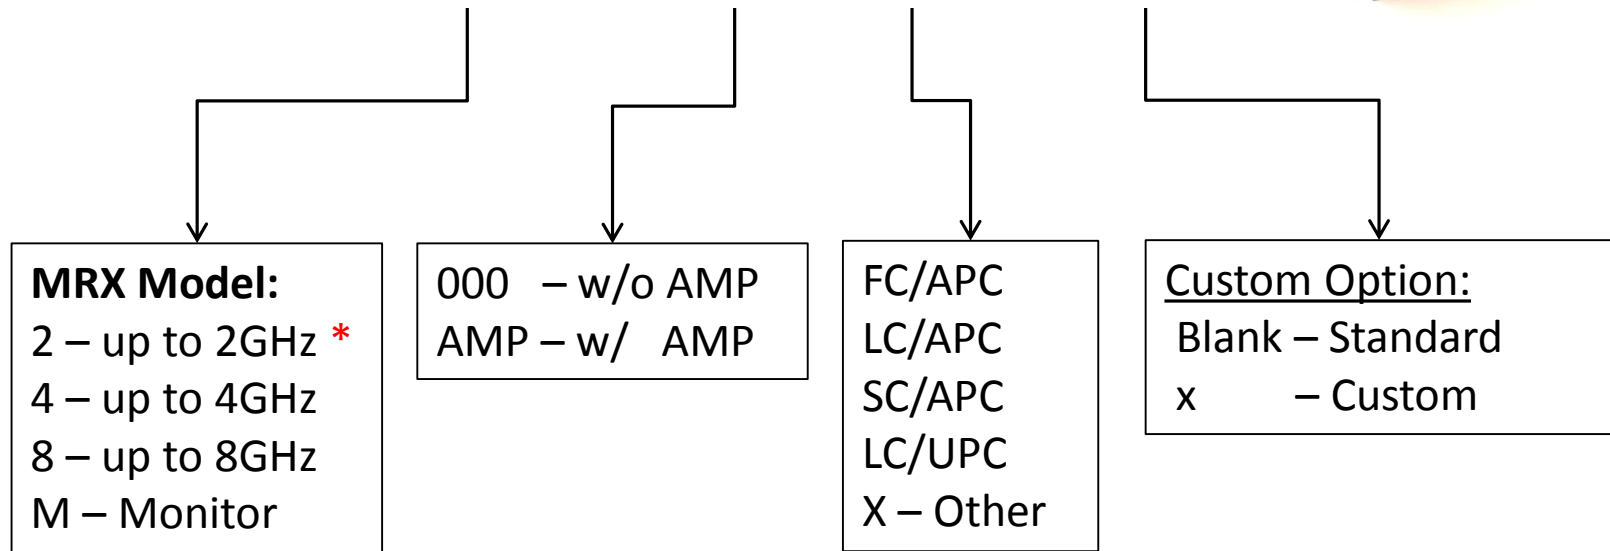 MRX Model:
2 – up to 2GHz *
4 – up to 4GHz
8 – up to 8GHz
M – Monitor
000 – w/o AMP
AMP – w/ AMP
FC/APC
LC/APC
SC/APC
LC/UPC
X – Other
Custom Option:
Blank – Standard
x – Custom